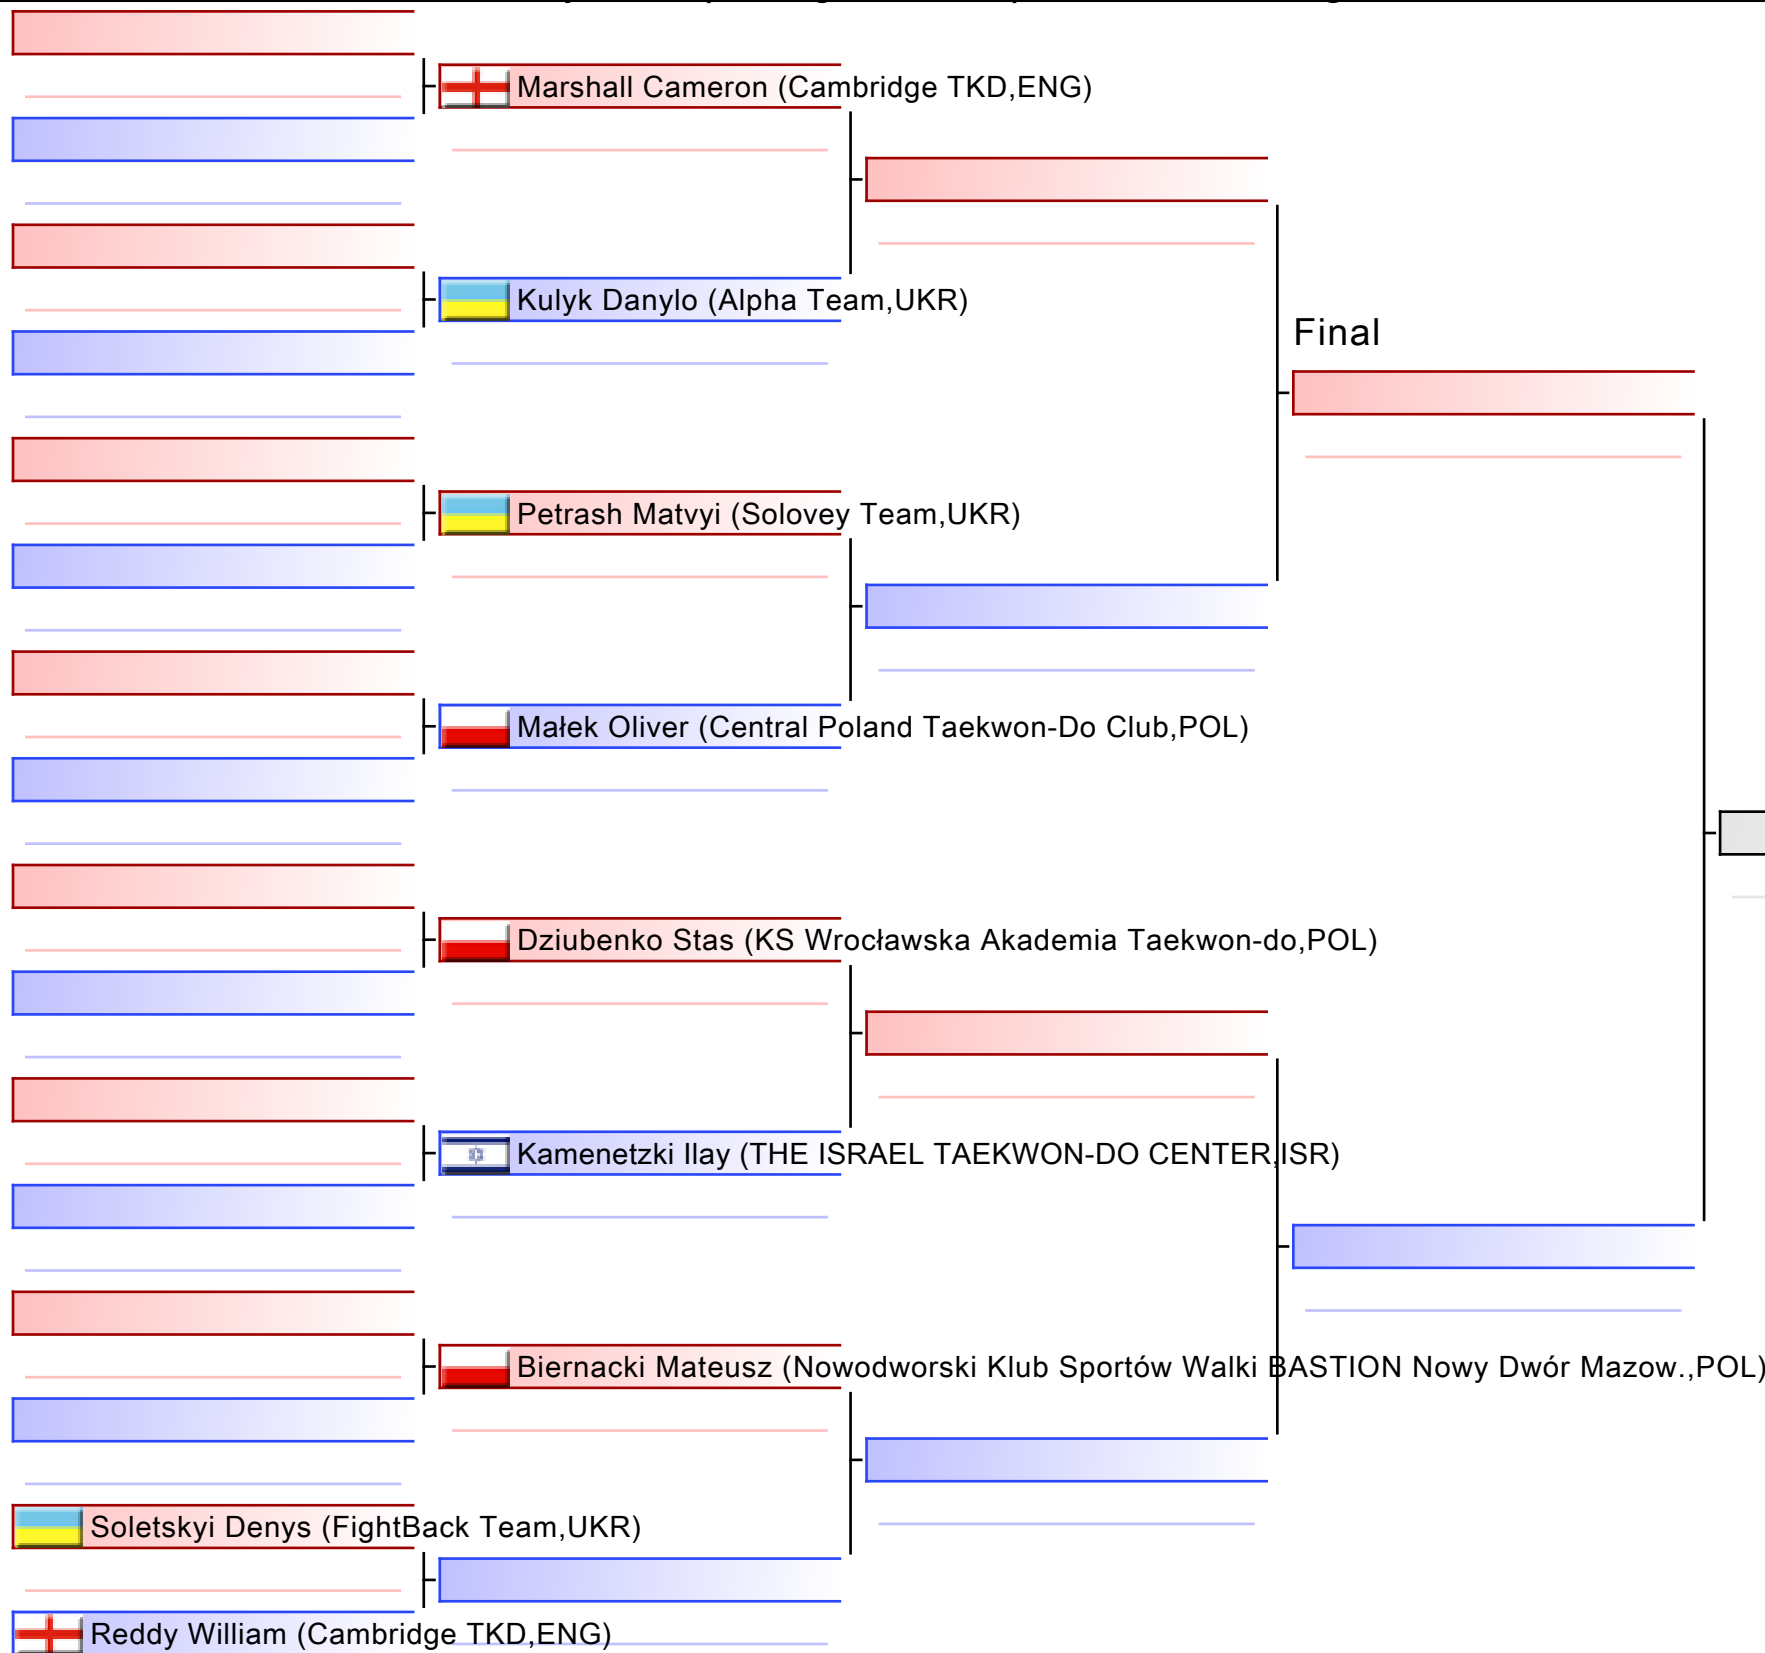 Marshall Cameron (Cambridge TKD,ENG)
Kulyk Danylo (Alpha Team,UKR)
Final
Petrash Matvyi (Solovey Team,UKR)
Małek Oliver (Central Poland Taekwon-Do Club,POL)
Dziubenko Stas (KS Wrocławska Akademia Taekwon-do,POL)
Kamenetzki Ilay (THE ISRAEL TAEKWON-DO CENTER,ISR)
Biernacki Mateusz (Nowodworski Klub Sportów Walki BASTION Nowy Dwór Mazow.,POL)
Soletskyi Denys (FightBack Team,UKR)
Reddy William (Cambridge TKD,ENG)